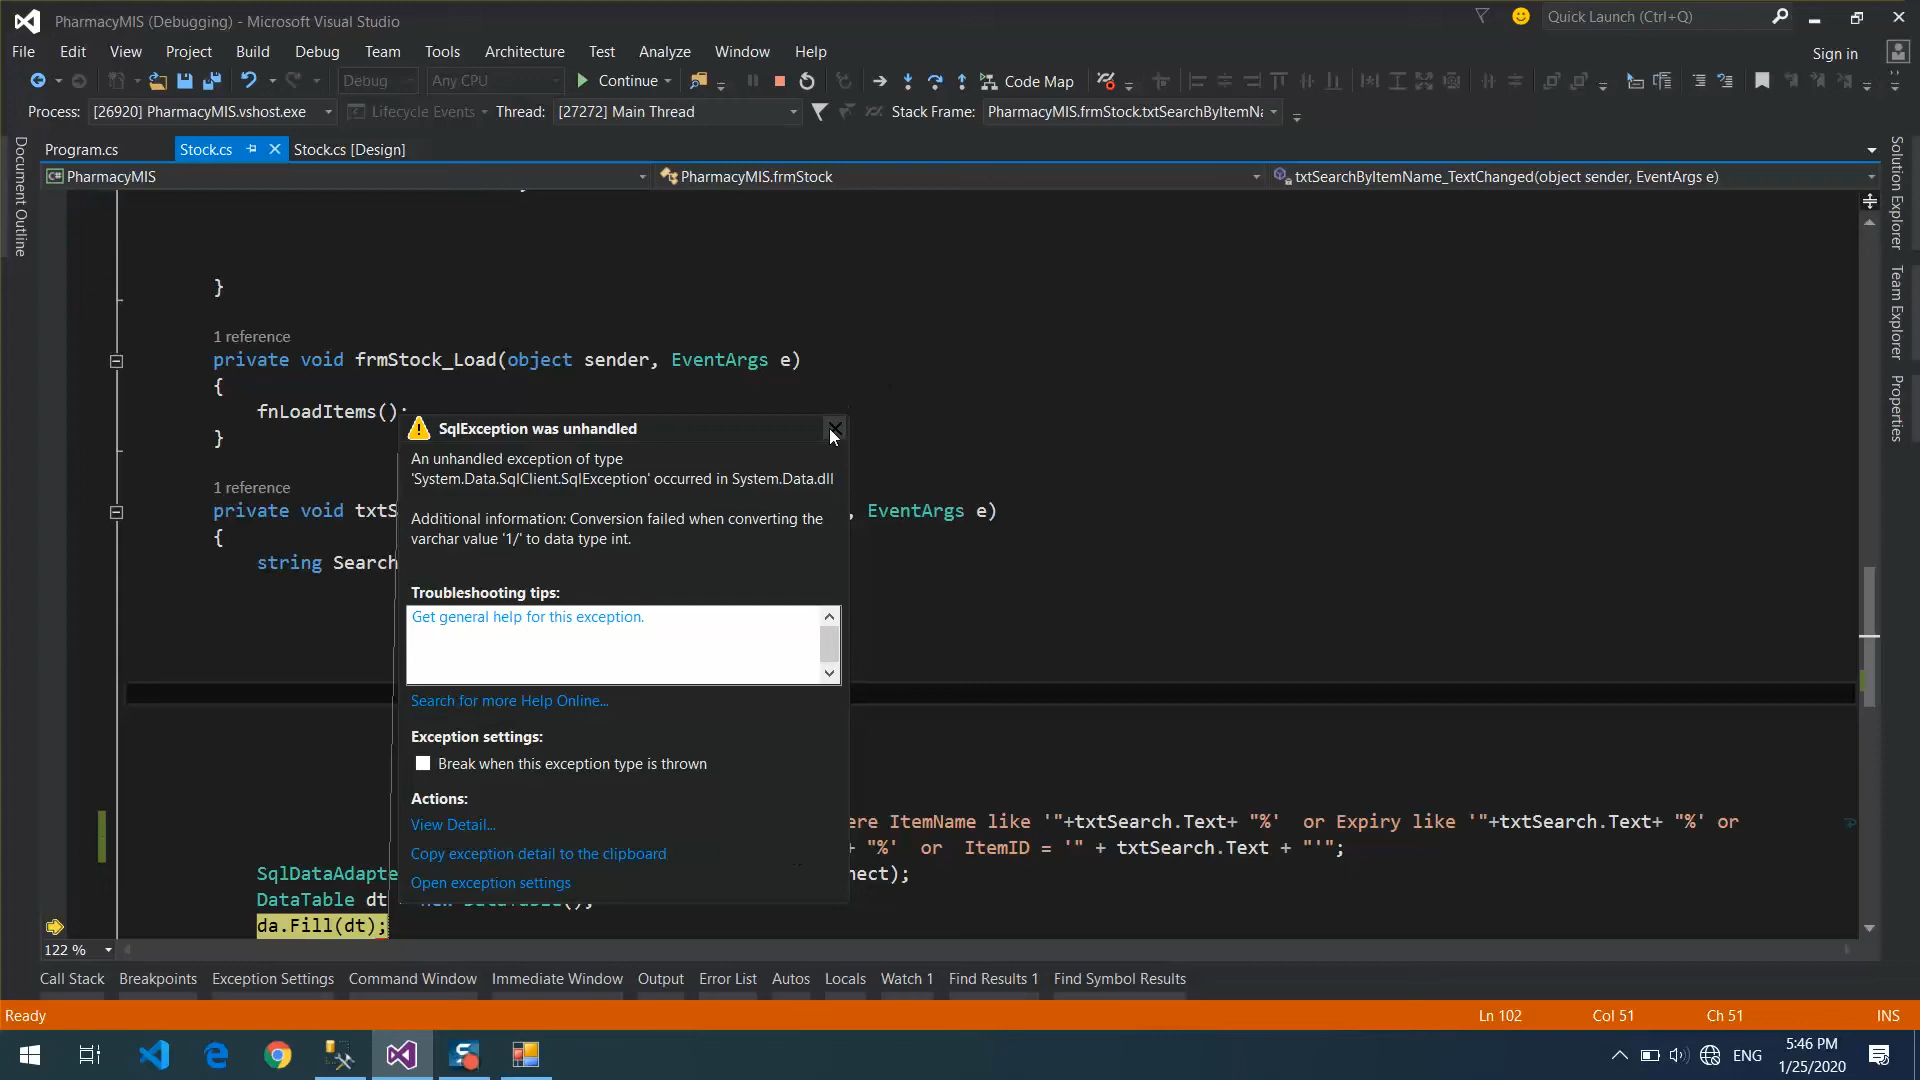 PharmacyMIS (Debugging) - Microsoft Visual Studio
Quick Launch (Ctrl+Q)
File Edit View Project Build Debug Team Tools Architecture Test Analyze Window Help
Sign in
Debug Any CPU Continue Code Map
Process: [26920] PharmacyMIS.vshost.exe Lifecycle Events Thread: [27272] Main Thread Stack Frame: PharmacyMIS.frmStock.txtSearchByItemNa
Document Outline
Program.cs Stock.cs Stock.cs [Design]
C# PharmacyMIS PharmacyMIS.frmStock txtSearchByItemName_TextChanged(object sender, EventArgs e)
Solution Explorer
Team Explorer
Properties
}
1 reference
private void frmStock_Load(object sender, EventArgs e)
{
fnLoadItems();
}
1 reference
private void txtS , EventArgs e)
{
string Search
SqlException was unhandled
An unhandled exception of type
'System.Data.SqlClient.SqlException' occurred in System.Data.dll
Additional information: Conversion failed when converting the
varchar value '1/' to data type int.
Troubleshooting tips:
Get general help for this exception.
Search for more Help Online...
Exception settings:
Break when this exception type is thrown
Actions:
View Detail...
Copy exception detail to the clipboard
Open exception settings
ere ItemName like '"+txtSearch.Text+ "%' or Expiry like '"+txtSearch.Text+ "%' or
+ "%' or ItemID = '" + txtSearch.Text + "'";
SqlDataAdapte nect);
DataTable dt = new DataTable();
da.Fill(dt);
122 %
Call Stack Breakpoints Exception Settings Command Window Immediate Window Output Error List Autos Locals Watch 1 Find Results 1 Find Symbol Results
Ready Ln 102 Col 51 Ch 51 INS
ENG
5:46 PM
1/25/2020